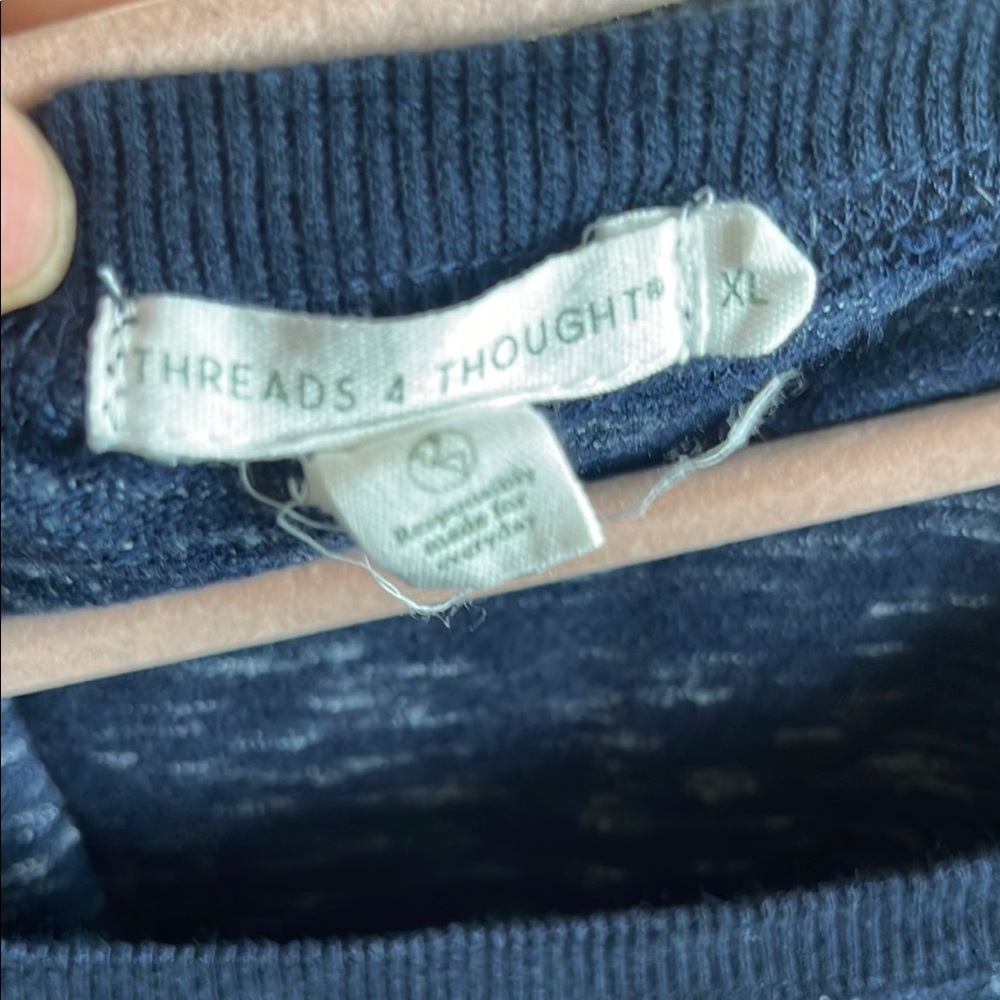 THREADS 4 THOUGHT®
XL
Responsibly
made for
everyday